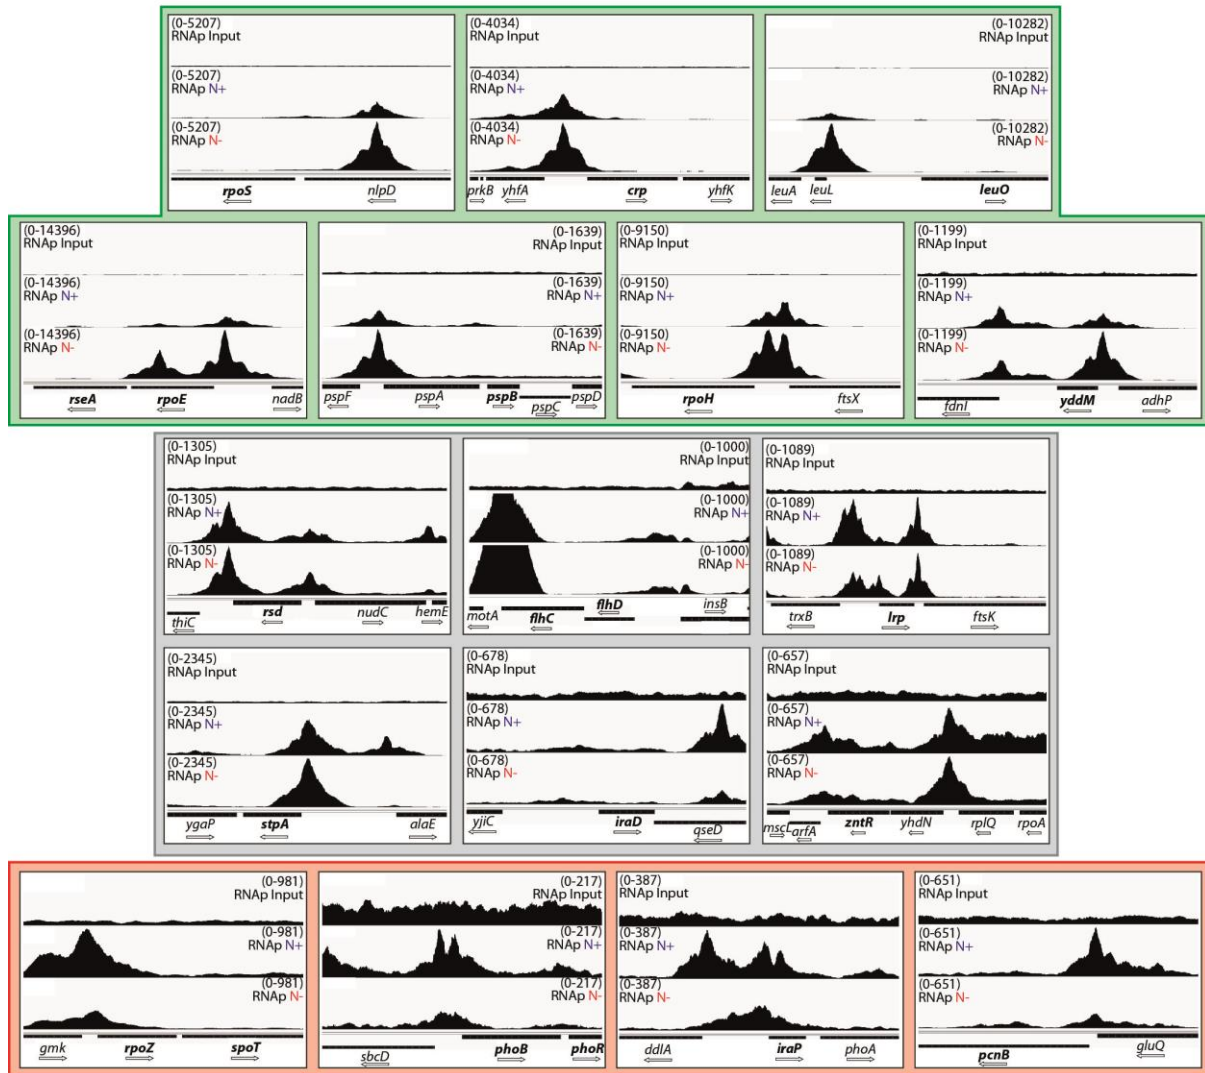 (0-5207)
RNAp Input
(0-5207)
RNAp N+
(0-5207)
RNAp N-
rpoS nlpD
(0-4034)
RNAp Input
(0-4034)
RNAp N+
(0-4034)
RNAp N-
prkB yhfA crp yhfK
(0-10282)
RNAp Input
(0-10282)
RNAp N+
(0-10282)
RNAp N-
leuA leuL leuO
(0-14396)
RNAp Input
(0-14396)
RNAp N+
(0-14396)
RNAp N-
rseA rpoE nadB
(0-1639)
RNAp Input
(0-1639)
RNAp N+
(0-1639)
RNAp N-
pspF pspA pspB pspC pspD
(0-9150)
RNAp Input
(0-9150)
RNAp N+
(0-9150)
RNAp N-
rpoH ftsX
(0-1199)
RNAp Input
(0-1199)
RNAp N+
(0-1199)
RNAp N-
fdnI yddM adhP
(0-1305)
RNAp Input
(0-1305)
RNAp N+
(0-1305)
RNAp N-
thiC rsd nudC hemE
(0-1000)
RNAp Input
(0-1000)
RNAp N+
(0-1000)
RNAp N-
motA flhC flhD insB
(0-1089)
RNAp Input
(0-1089)
RNAp N+
(0-1089)
RNAp N-
trxB lrp ftsK
(0-2345)
RNAp Input
(0-2345)
RNAp N+
(0-2345)
RNAp N-
ygaP stpA alaE
(0-678)
RNAp Input
(0-678)
RNAp N+
(0-678)
RNAp N-
yjiC iraD qseD
(0-657)
RNAp Input
(0-657)
RNAp N+
(0-657)
RNAp N-
mscL arfA zntR yhdN rplQ rpoA
(0-981)
RNAp Input
(0-981)
RNAp N+
(0-981)
RNAp N-
gmk rpoZ spoT
(0-217)
RNAp Input
(0-217)
RNAp N+
(0-217)
RNAp N-
sbcD phoB phoR
(0-387)
RNAp Input
(0-387)
RNAp N+
(0-387)
RNAp N-
ddlA iraP phoA
(0-651)
RNAp Input
(0-651)
RNAp N+
(0-651)
RNAp N-
pcnB gluQ